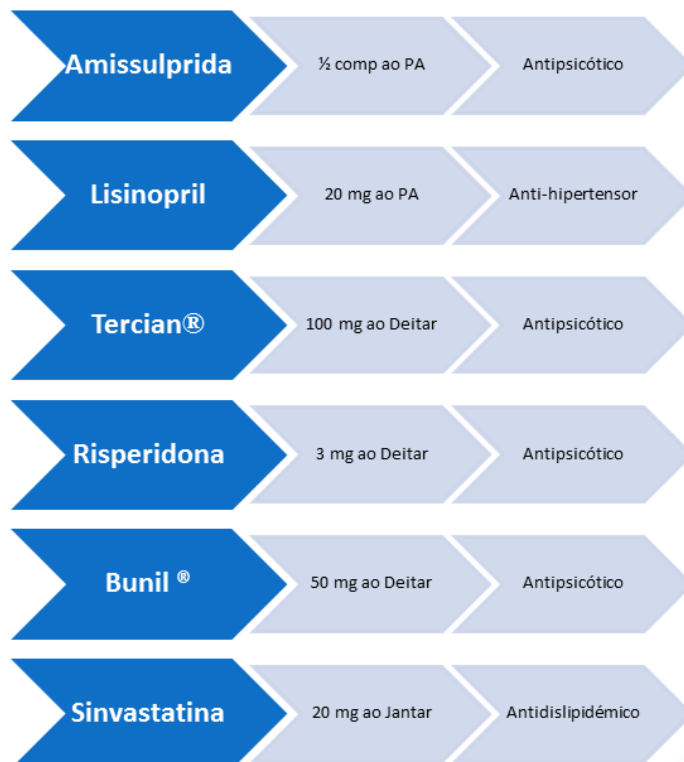 Amissulprida ½ comp ao PA Antipsicótico
Lisinopril 20 mg ao PA Anti-hipertensor
Tercian® 100 mg ao Deitar Antipsicótico
Risperidona 3 mg ao Deitar Antipsicótico
Bunil ® 50 mg ao Deitar Antipsicótico
Sinvastatina 20 mg ao Jantar Antidislipidémico